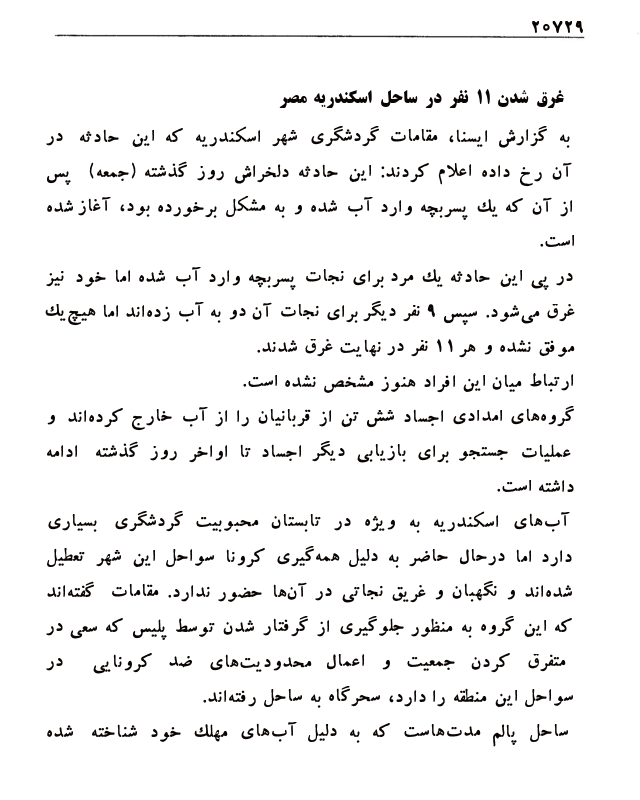 ۲۰۷۲۹
غرق شدن ۱۱ نفر در ساحل اسکندریه مصر
به گزارش ایسنا، مقامات گردشگری شهر اسکندریه که این حادثه در
آن رخ داده اعلام کردند: این حادثه دلخراش روز گذشته (جمعه) پس
از آن که یك پسربچه وارد آب شده و به مشکل برخورده بود، آغاز شده
است.
در پی این حادثه یك مرد برای نجات پسربچه وارد آب شده اما خود نیز
غرق می‌شود. سپس ۹ نفر دیگر برای نجات آن دو به آب زده‌اند اما هیچ‌یك
موفق نشده و هر ۱۱ نفر در نهایت غرق شدند.
ارتباط میان این افراد هنوز مشخص نشده است.
گروه‌های امدادی اجساد شش تن از قربانیان را از آب خارج کرده‌اند و
عملیات جستجو برای بازیابی دیگر اجساد تا اواخر روز گذشته ادامه
داشته است.
آب‌های اسکندریه به ویژه در تابستان محبوبیت گردشگری بسیاری
دارد اما درحال حاضر به دلیل همه‌گیری کرونا سواحل این شهر تعطیل
شده‌اند و نگهبان و غریق نجاتی در آن‌ها حضور ندارد. مقامات گفته‌اند
که این گروه به منظور جلوگیری از گرفتار شدن توسط پلیس که سعی در
متفرق کردن جمعیت و اعمال محدودیت‌های ضد کرونایی در
سواحل این منطقه را دارد، سحرگاه به ساحل رفته‌اند.
ساحل پالم مدت‌هاست که به دلیل آب‌های مهلك خود شناخته شده